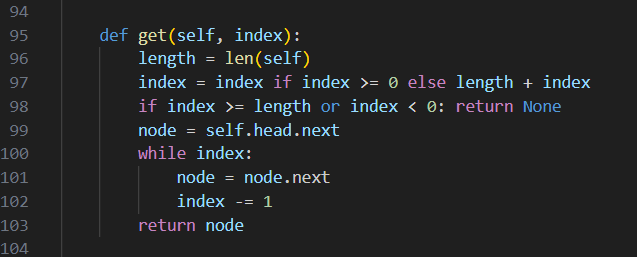 94
95 def get(self, index):
96 length = len(self)
97 index = index if index >= 0 else length + index
98 if index >= length or index < 0: return None
99 node = self.head.next
100 while index:
101 node = node.next
102 index -= 1
103 return node
104